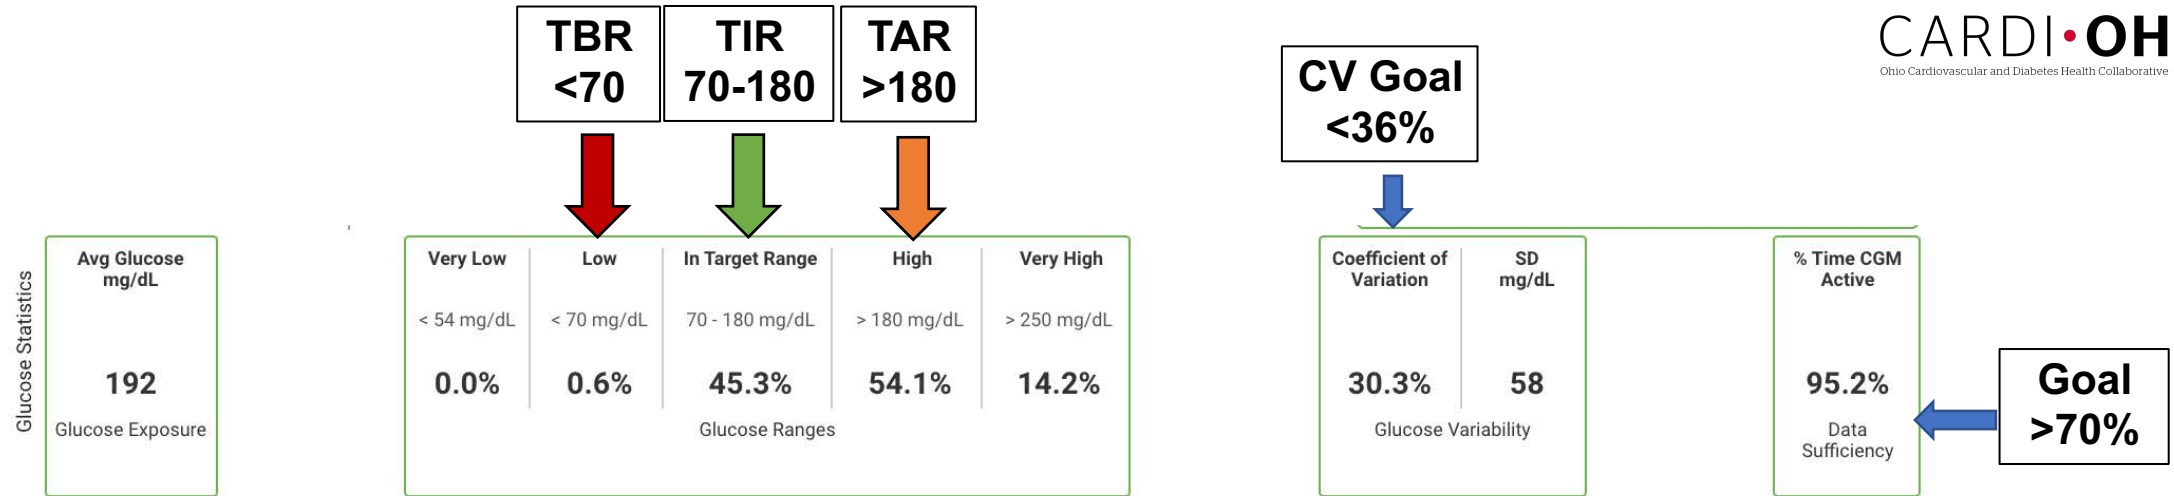 TBR
<70
TIR
70-180
TAR
>180
CV Goal
<36%
CARDI•OH
Ohio Cardiovascular and Diabetes Health Collaborative
Glucose Statistics
Avg Glucose
mg/dL
192
Glucose Exposure
Very Low
Low
In Target Range
High
Very High
< 54 mg/dL
< 70 mg/dL
70 - 180 mg/dL
> 180 mg/dL
> 250 mg/dL
0.0%
0.6%
45.3%
54.1%
14.2%
Glucose Ranges
Coefficient of
Variation
SD
mg/dL
30.3%
58
Glucose Variability
% Time CGM
Active
95.2%
Data
Sufficiency
Goal
>70%